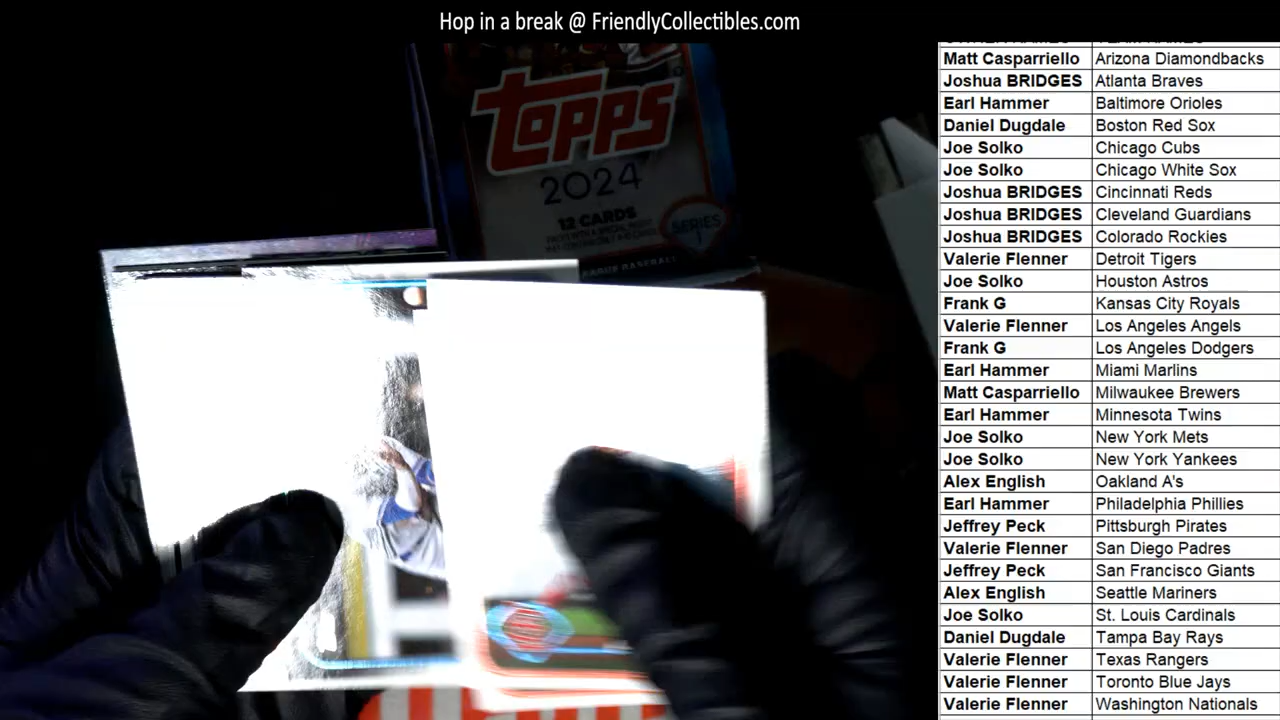 Hop in a break @ FriendlyCollectibles.com
Matt Casparriello Arizona Diamondbacks
Joshua BRIDGES Atlanta Braves
Earl Hammer Baltimore Orioles
Daniel Dugdale Boston Red Sox
Joe Solko Chicago Cubs
Joe Solko Chicago White Sox
Joshua BRIDGES Cincinnati Reds
Joshua BRIDGES Cleveland Guardians
Joshua BRIDGES Colorado Rockies
Valerie Flenner Detroit Tigers
Joe Solko Houston Astros
Frank G Kansas City Royals
Valerie Flenner Los Angeles Angels
Frank G Los Angeles Dodgers
Earl Hammer Miami Marlins
Matt Casparriello Milwaukee Brewers
Earl Hammer Minnesota Twins
Joe Solko New York Mets
Joe Solko New York Yankees
Alex English Oakland A's
Earl Hammer Philadelphia Phillies
Jeffrey Peck Pittsburgh Pirates
Valerie Flenner San Diego Padres
Jeffrey Peck San Francisco Giants
Alex English Seattle Mariners
Joe Solko St. Louis Cardinals
Daniel Dugdale Tampa Bay Rays
Valerie Flenner Texas Rangers
Valerie Flenner Toronto Blue Jays
Valerie Flenner Washington Nationals
TOPPS
2024
12 CARDS
SERIES
1